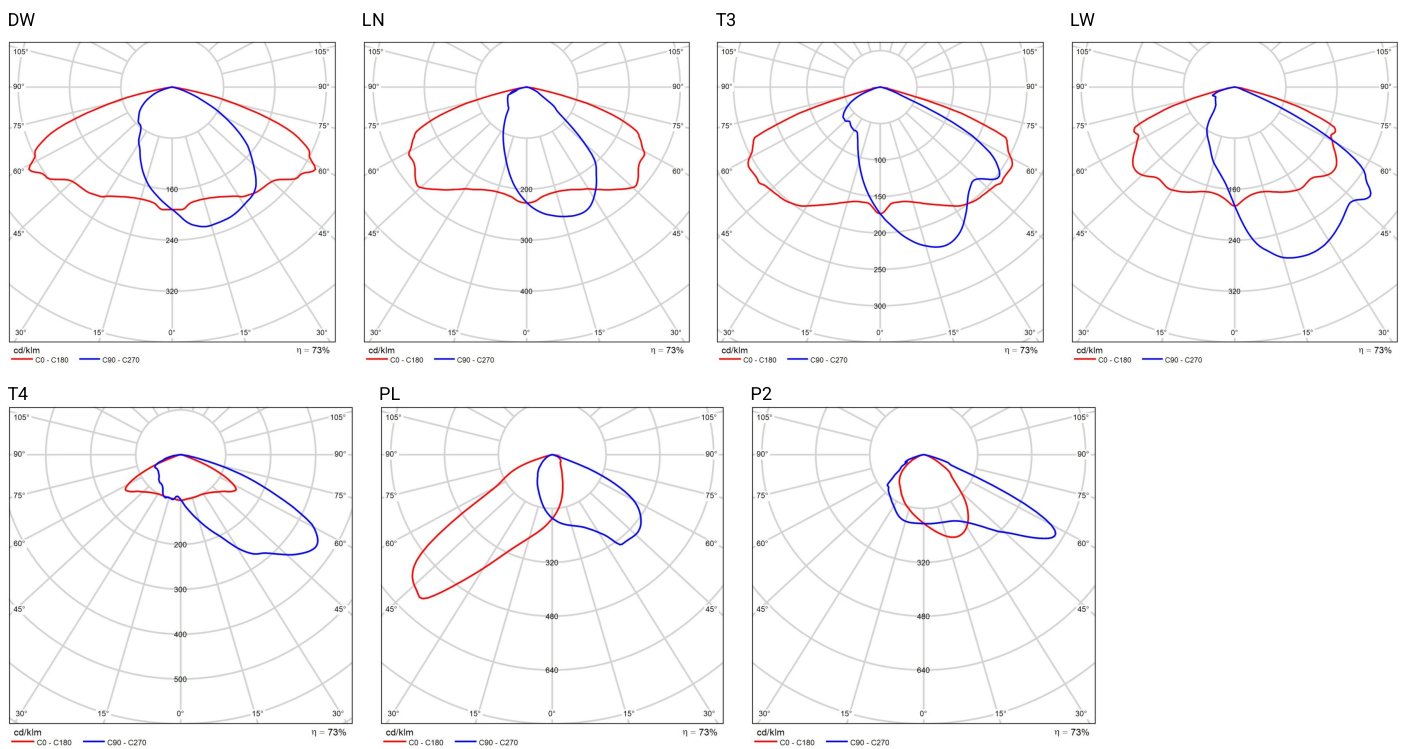 DW LN T3 LW
105° 105° 105° 105° 105° 105° 105° 105°
90° 90° 90° 90° 90° 90° 90° 90°
75° 75° 75° 75° 75° 75° 75° 75°
100
60° 60° 60° 60° 60° 60° 60° 60°
160 200 150 160
45° 45° 45° 45° 45° 45° 45° 45°
200
240 300 240
250
320 400 300 320
30° 15° 0° 15° 30° 30° 15° 0° 15° 30° 30° 15° 0° 15° 30° 30° 15° 0° 15° 30°
cd/klm η = 73% cd/klm η = 73% cd/klm η = 73% cd/klm η = 73%
C0 - C180 C90 - C270 C0 - C180 C90 - C270 C0 - C180 C90 - C270 C0 - C180 C90 - C270
T4 PL P2
105° 105° 105° 105° 105° 105°
90° 90° 90° 90° 90° 90°
75° 75° 75° 75° 75° 75°
60° 200 60° 60° 60° 60° 60°
320 320
300
45° 45° 45° 45° 45° 45°
480 480
400
640 640
500
30° 15° 0° 15° 30° 30° 15° 0° 15° 30° 30° 15° 0° 15° 30°
cd/klm η = 73% cd/klm η = 73% cd/klm η = 73%
C0 - C180 C90 - C270 C0 - C180 C90 - C270 C0 - C180 C90 - C270